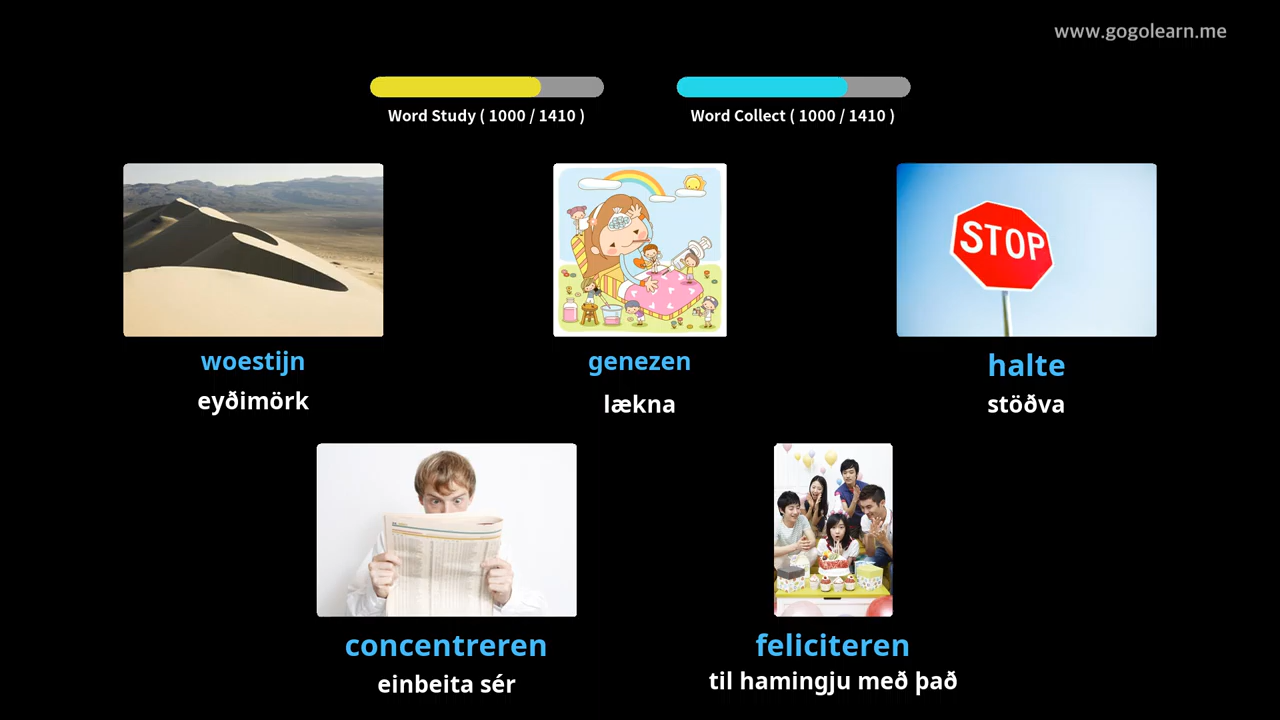 www.gogolearn.me
Word Study ( 1000 / 1410 )
Word Collect ( 1000 / 1410 )
STOP
woestijn
eyðimörk
genezen
lækna
halte
stöðva
concentreren
einbeita sér
feliciteren
til hamingju með það